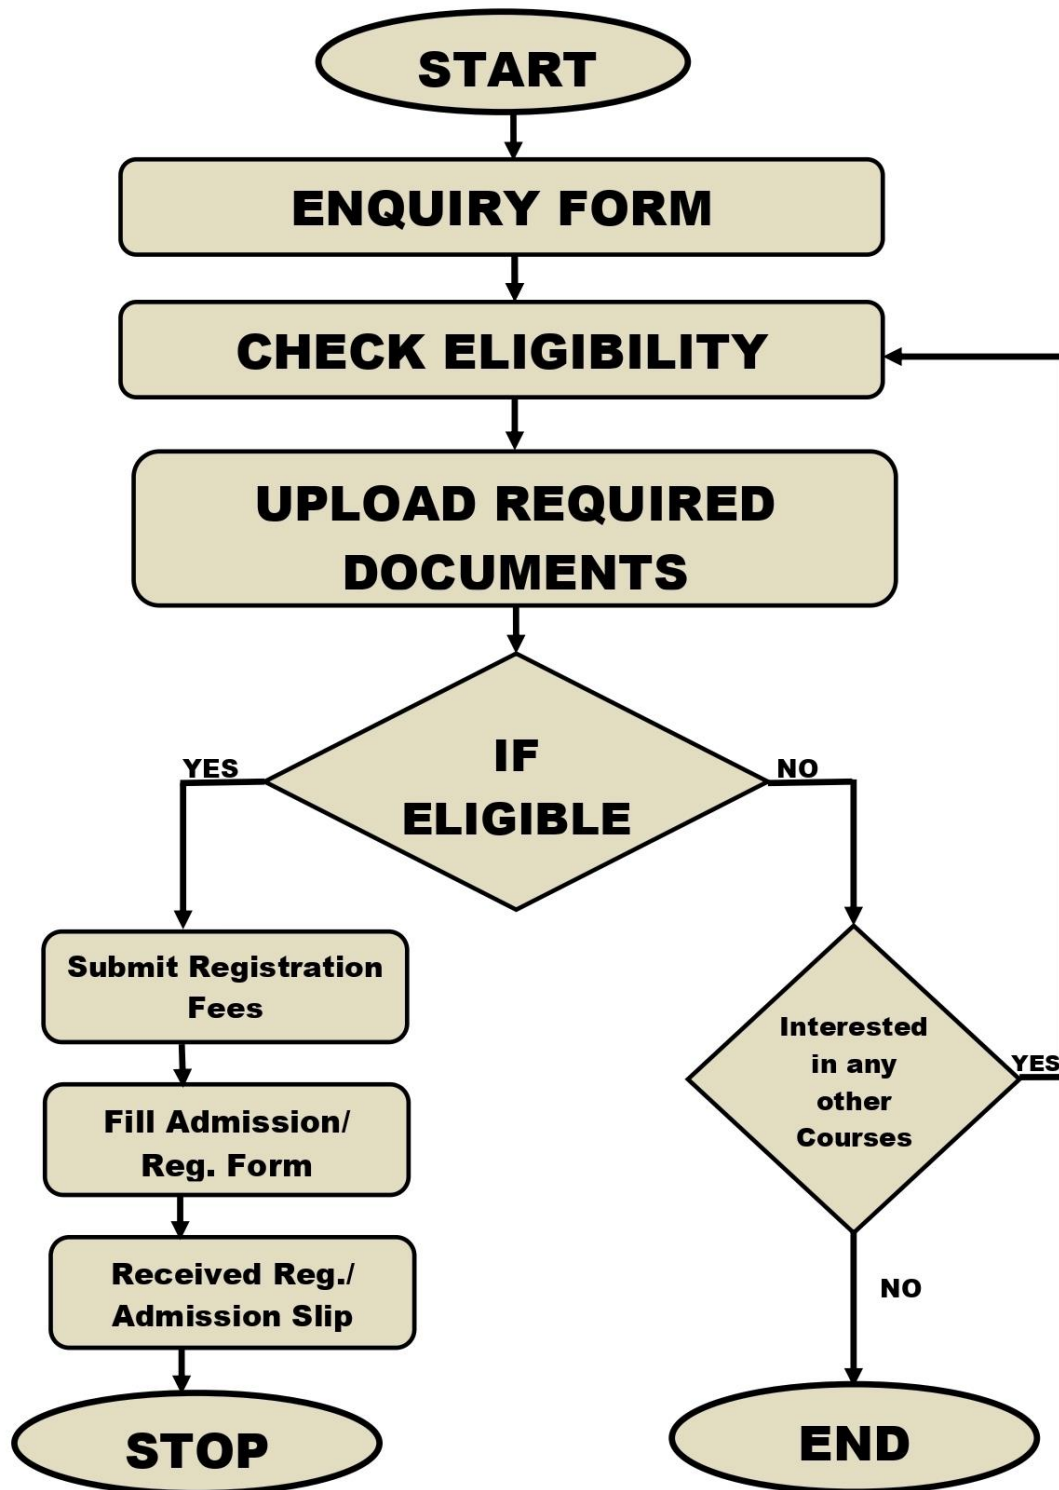 START
ENQUIRY FORM
CHECK ELIGIBILITY
UPLOAD REQUIRED
DOCUMENTS
IF
ELIGIBLE
YES
NO
Submit Registration
Fees
Fill Admission/
Reg. Form
Received Reg./
Admission Slip
STOP
Interested
in any
other
Courses
YES
NO
END